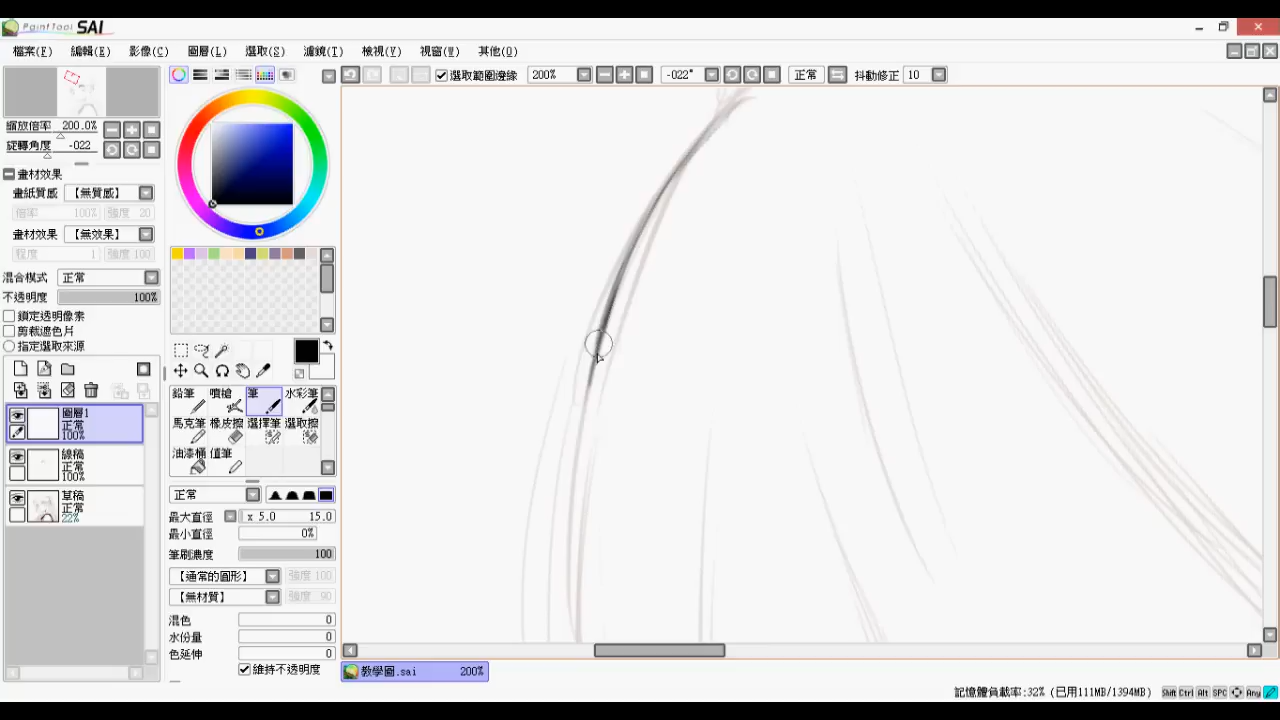 PaintTool SAI
檔案(F) 編輯(E) 影像(C) 圖層(L) 選取(S) 濾鏡(T) 檢視(V) 視窗(W) 其他(O)
選取範圍邊緣 200% -022° 正常 抖動修正 10
縮放倍率 200.0%
旋轉角度 -022
畫材效果
畫紙質感 【無質感】
倍率 100% 強度 20
畫材效果 【無效果】
程度 1 強度 100
混合模式 正常
不透明度 100%
鎖定透明像素
剪裁遮色片
指定選取來源
圖層1
正常
100%
線稿
正常
100%
草稿
正常
22%
鉛筆 噴槍 筆 水彩筆
馬克筆 橡皮擦 選擇筆 選取擦
油漆桶 值筆
正常
最大直徑 x 5.0 15.0
最小直徑 0%
筆刷濃度 100
【通常的圓形】 強度 100
【無材質】 強度 90
混色 0
水份量 0
色延伸 0
維持不透明度
教學圖.sai 200%
記憶體負載率:32% (已用111MB/1394MB) Shift Ctrl Alt SPC Any